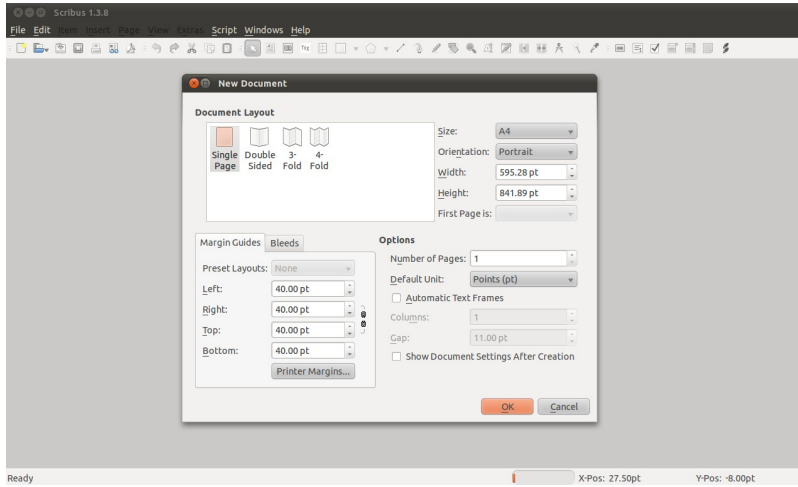 Scribus 1.3.8
File Edit Item Insert Page View Extras Script Windows Help
New Document
Document Layout
Single Page
Double Sided
3-Fold
4-Fold
Size: A4
Orientation: Portrait
Width: 595.28 pt
Height: 841.89 pt
First Page is:
Margin Guides Bleeds
Preset Layouts: None
Left: 40.00 pt
Right: 40.00 pt
Top: 40.00 pt
Bottom: 40.00 pt
Printer Margins...
Options
Number of Pages: 1
Default Unit: Points (pt)
Automatic Text Frames
Columns: 1
Gap: 11.00 pt
Show Document Settings After Creation
OK Cancel
Ready X-Pos: 27.50pt Y-Pos: -8.00pt